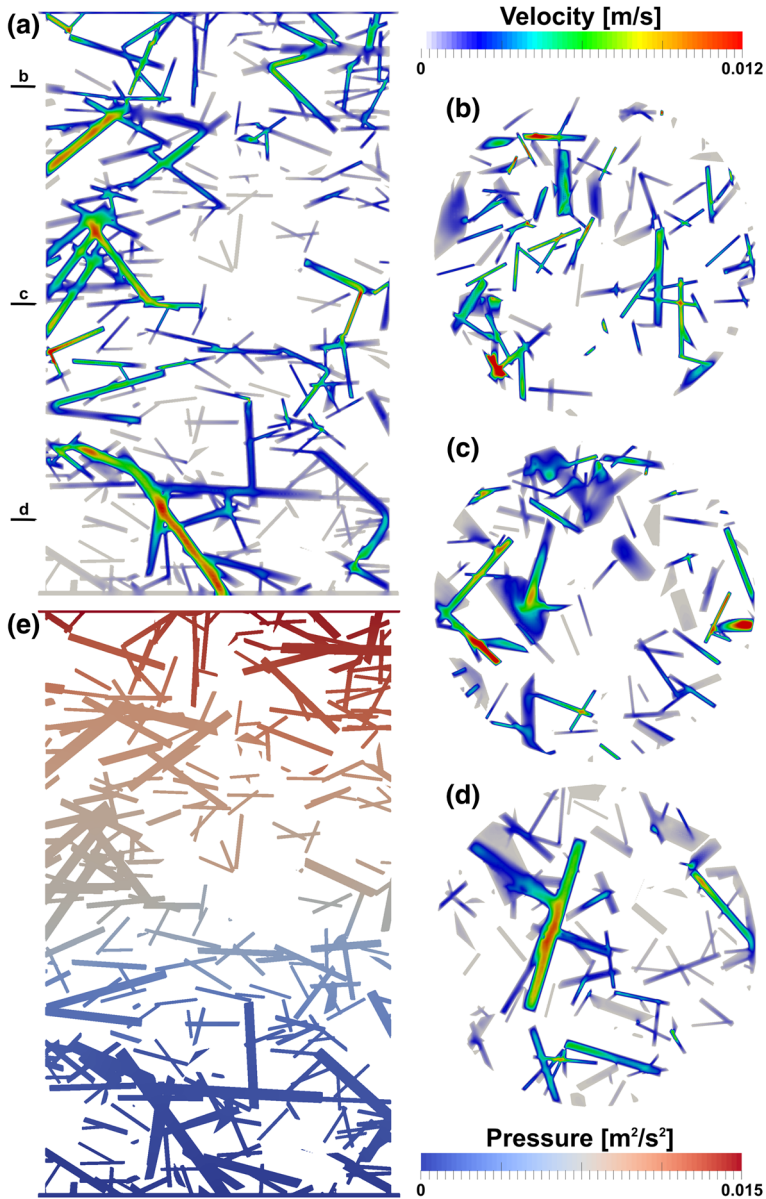 (a)
Velocity [m/s]
0 0.012
b
(b)
c
(c)
d
(e)
(d)
Pressure [m²/s²]
0 0.015